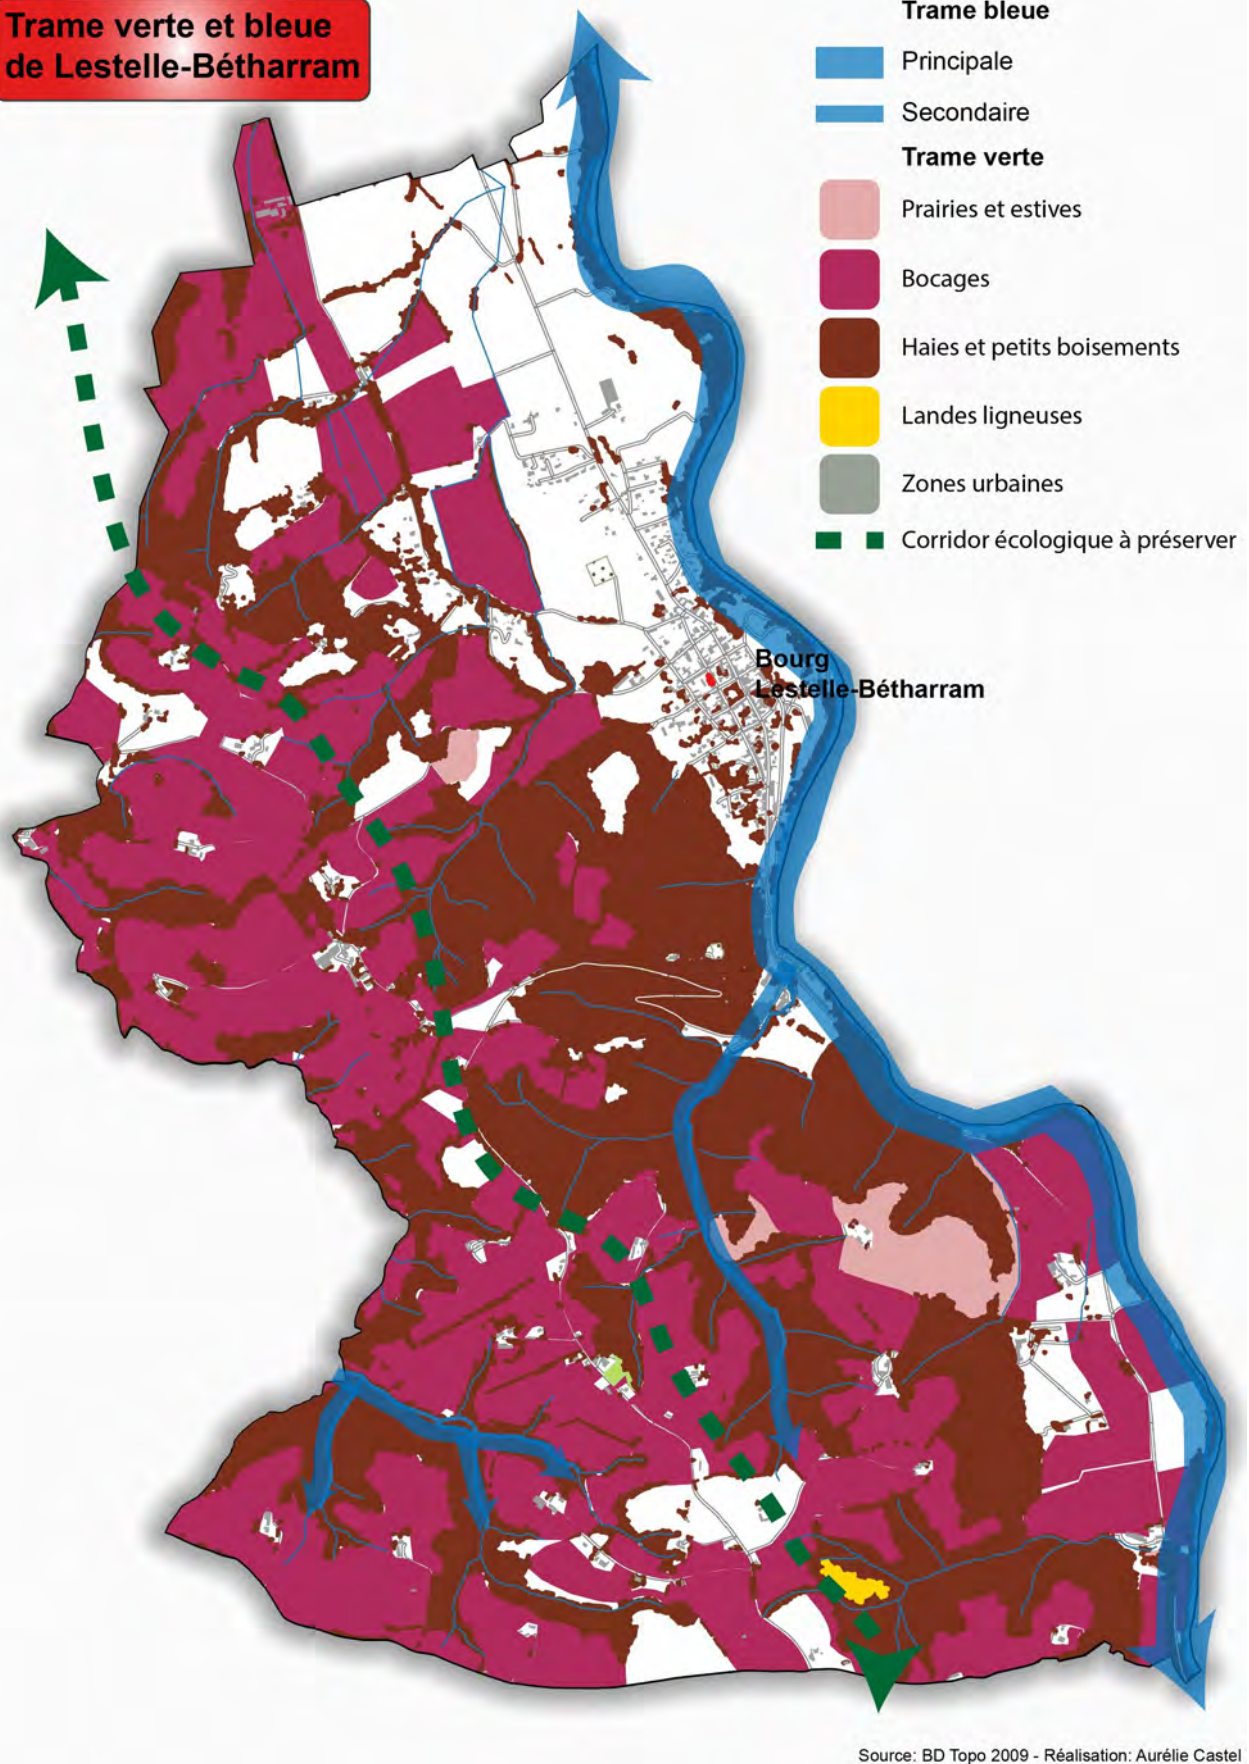 Trame verte et bleue
de Lestelle-Bétharram
Trame bleue
Principale
Secondaire
Trame verte
Prairies et estives
Bocages
Haies et petits boisements
Landes ligneuses
Zones urbaines
Corridor écologique à préserver
Bourg
Lestelle-Bétharram
Source: BD Topo 2009 - Réalisation: Aurélie Castel